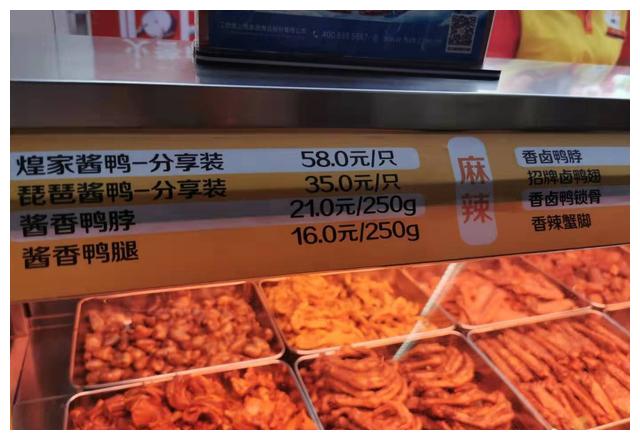 煌家酱鸭-分享装 58.0元/只
琵琶酱鸭-分享装 35.0元/只
酱香鸭脖 21.0元/250g
酱香鸭腿 16.0元/250g
麻辣
香卤鸭脖
招牌卤鸭翅
香卤鸭锁骨
香辣蟹脚